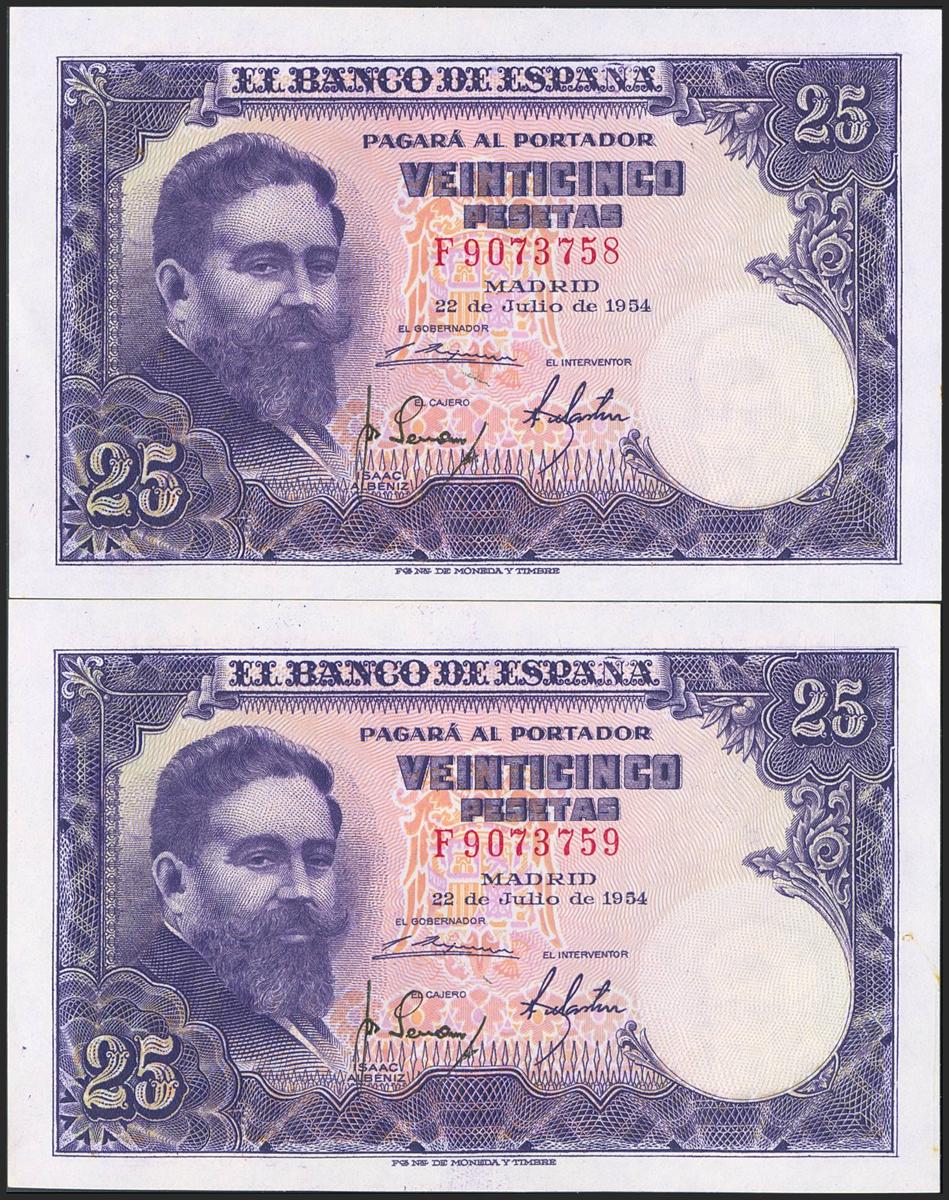 EL BANCO DE ESPAÑA
25
PAGARÁ AL PORTADOR
VEINTICINCO
PESETAS
F9073758
MADRID
22 de Julio de 1954
EL GOBERNADOR
EL INTERVENTOR
EL CAJERO
25
ISAAC
ALBENIZ
FCA. NAL. DE MONEDA Y TIMBRE
EL BANCO DE ESPAÑA
25
PAGARÁ AL PORTADOR
VEINTICINCO
PESETAS
F9073759
MADRID
22 de Julio de 1954
EL GOBERNADOR
EL INTERVENTOR
EL CAJERO
25
ISAAC
ALBENIZ
FCA. NAL. DE MONEDA Y TIMBRE